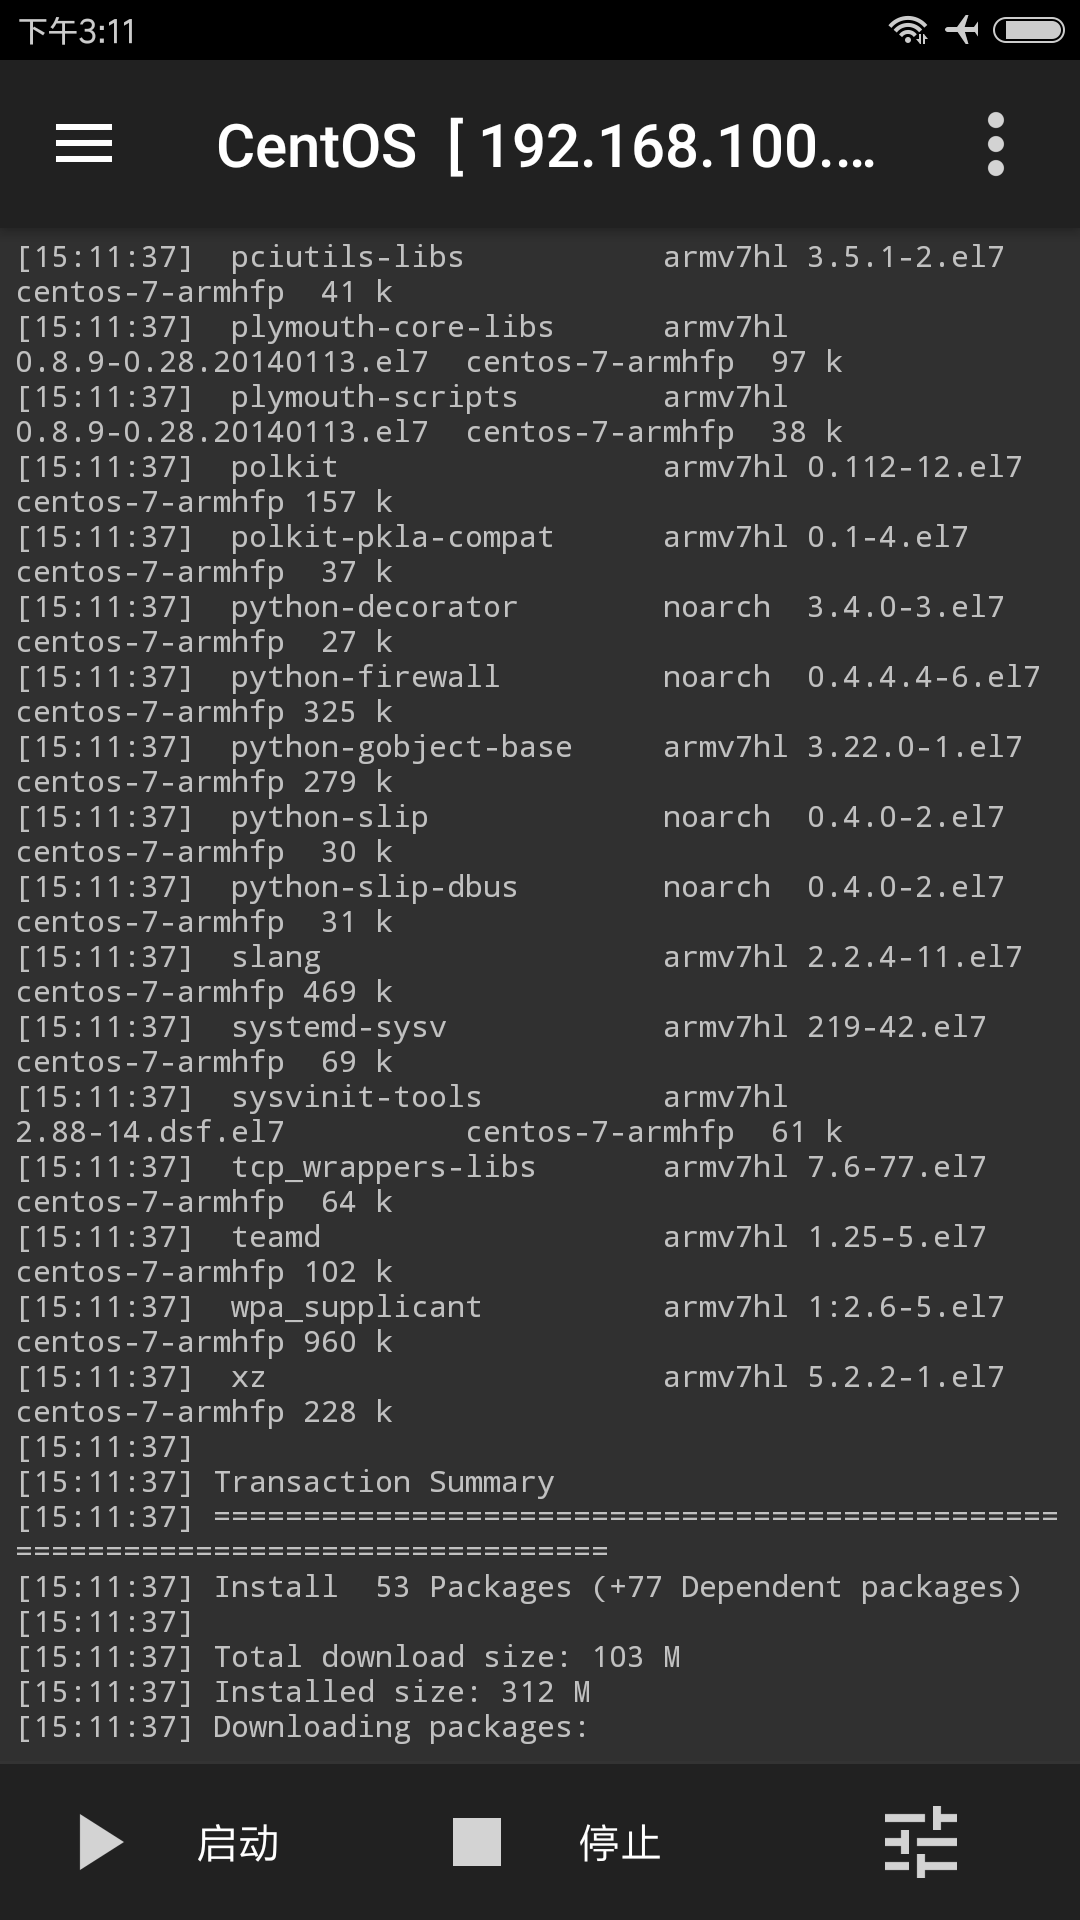 下午3:11
CentOS [ 192.168.100....
[15:11:37]  pciutils-libs           armv7hl 3.5.1-2.el7
centos-7-armhfp  41 k
[15:11:37]  plymouth-core-libs      armv7hl
0.8.9-0.28.20140113.el7  centos-7-armhfp  97 k
[15:11:37]  plymouth-scripts        armv7hl
0.8.9-0.28.20140113.el7  centos-7-armhfp  38 k
[15:11:37]  polkit                  armv7hl 0.112-12.el7
centos-7-armhfp 157 k
[15:11:37]  polkit-pkla-compat      armv7hl 0.1-4.el7
centos-7-armhfp  37 k
[15:11:37]  python-decorator        noarch  3.4.0-3.el7
centos-7-armhfp  27 k
[15:11:37]  python-firewall         noarch  0.4.4.4-6.el7
centos-7-armhfp 325 k
[15:11:37]  python-gobject-base     armv7hl 3.22.0-1.el7
centos-7-armhfp 279 k
[15:11:37]  python-slip             noarch  0.4.0-2.el7
centos-7-armhfp  30 k
[15:11:37]  python-slip-dbus        noarch  0.4.0-2.el7
centos-7-armhfp  31 k
[15:11:37]  slang                   armv7hl 2.2.4-11.el7
centos-7-armhfp 469 k
[15:11:37]  systemd-sysv            armv7hl 219-42.el7
centos-7-armhfp  69 k
[15:11:37]  sysvinit-tools          armv7hl
2.88-14.dsf.el7          centos-7-armhfp  61 k
[15:11:37]  tcp_wrappers-libs       armv7hl 7.6-77.el7
centos-7-armhfp  64 k
[15:11:37]  teamd                   armv7hl 1.25-5.el7
centos-7-armhfp 102 k
[15:11:37]  wpa_supplicant          armv7hl 1:2.6-5.el7
centos-7-armhfp 960 k
[15:11:37]  xz                      armv7hl 5.2.2-1.el7
centos-7-armhfp 228 k
[15:11:37]
[15:11:37] Transaction Summary
[15:11:37] ===============================================
=================================
[15:11:37] Install  53 Packages (+77 Dependent packages)
[15:11:37]
[15:11:37] Total download size: 103 M
[15:11:37] Installed size: 312 M
[15:11:37] Downloading packages:
启动 停止